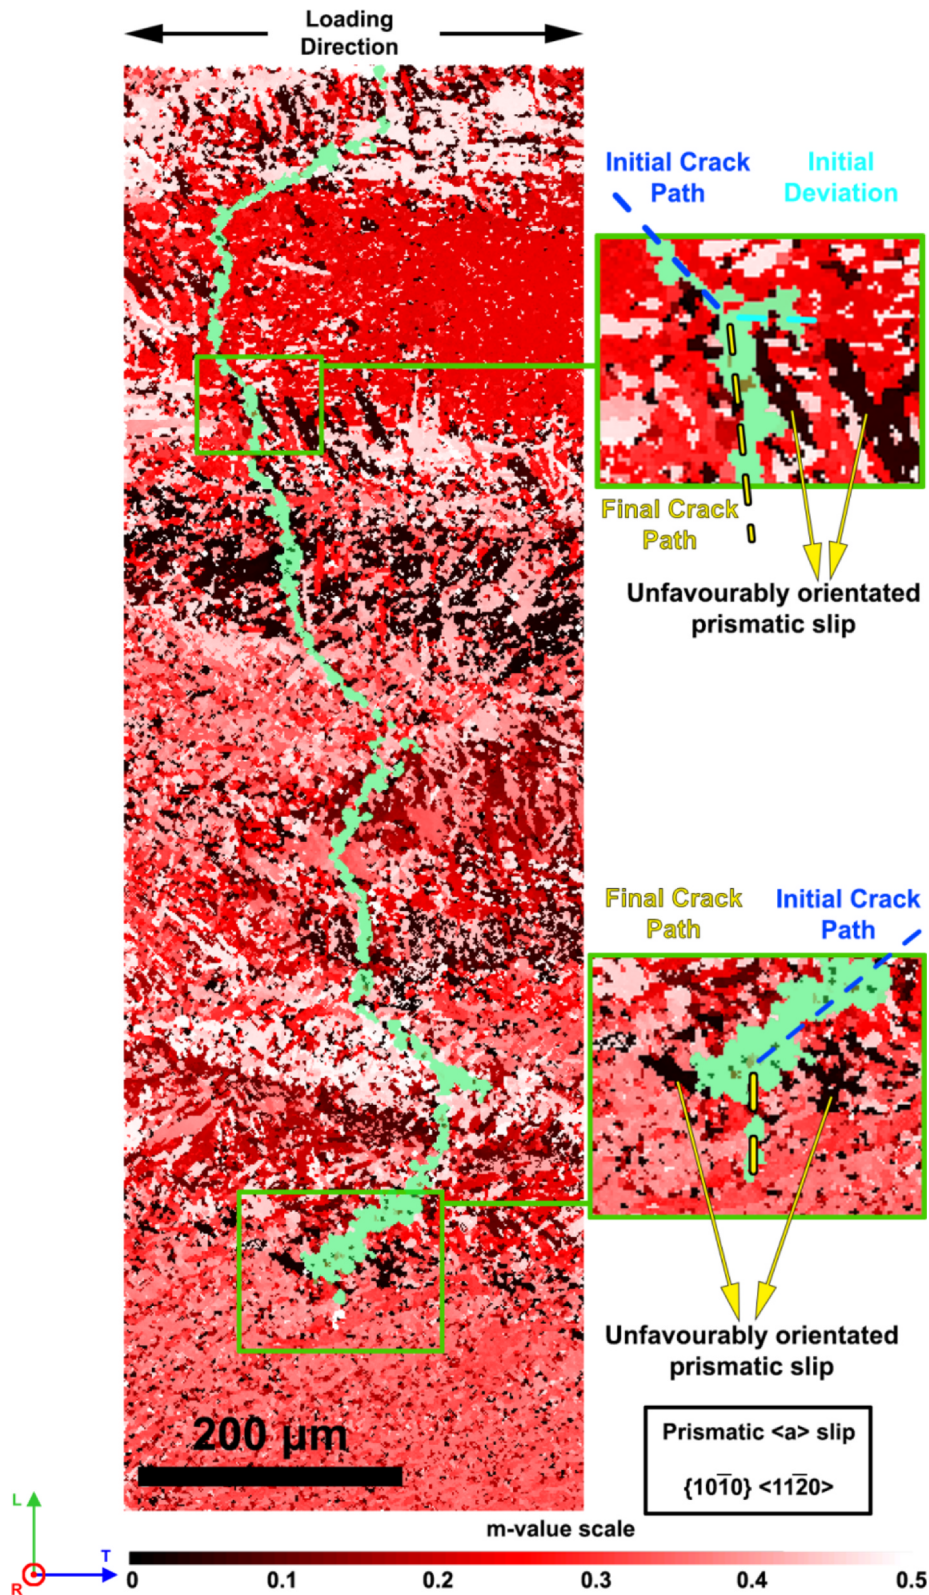 Loading
Direction
Initial Crack
Path
Initial
Deviation
Final Crack
Path
Unfavourably orientated
prismatic slip
Final Crack
Path
Initial Crack
Path
Unfavourably orientated
prismatic slip
200 µm
Prismatic <a> slip
{101̅0} <112̅0>
L
T
R
m-value scale
0 0.1 0.2 0.3 0.4 0.5